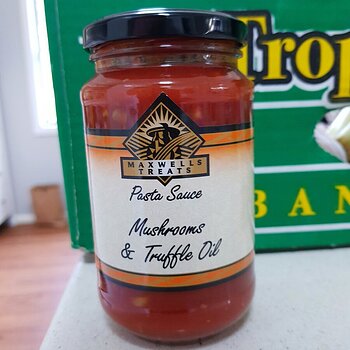 Trop
MAXWELLS
TREATS
Pasta Sauce
Mushrooms
& Truffle Oil
BAN